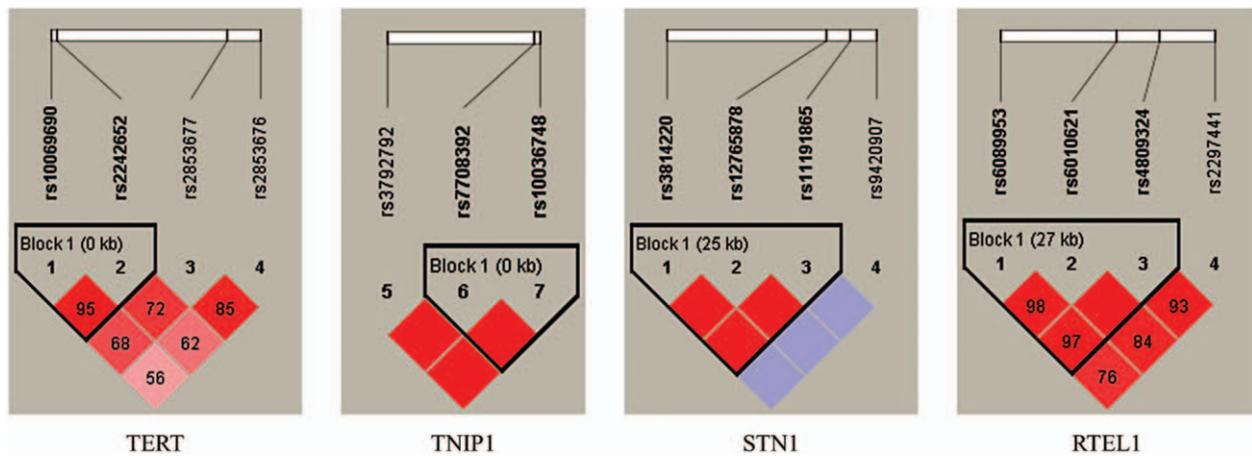 rs10069690
rs2242652
rs2853677
rs2853676
Block 1 (0 kb)
1 2 3 4
95 72 85
68 62
56
TERT
rs3792792
rs7708392
rs10036748
Block 1 (0 kb)
5 6 7
TNIP1
rs3814220
rs12765878
rs11191865
rs9420907
Block 1 (25 kb)
1 2 3 4
STN1
rs6089953
rs6010621
rs4809324
rs2297441
Block 1 (27 kb)
1 2 3 4
98 93
97 84
76
RTEL1